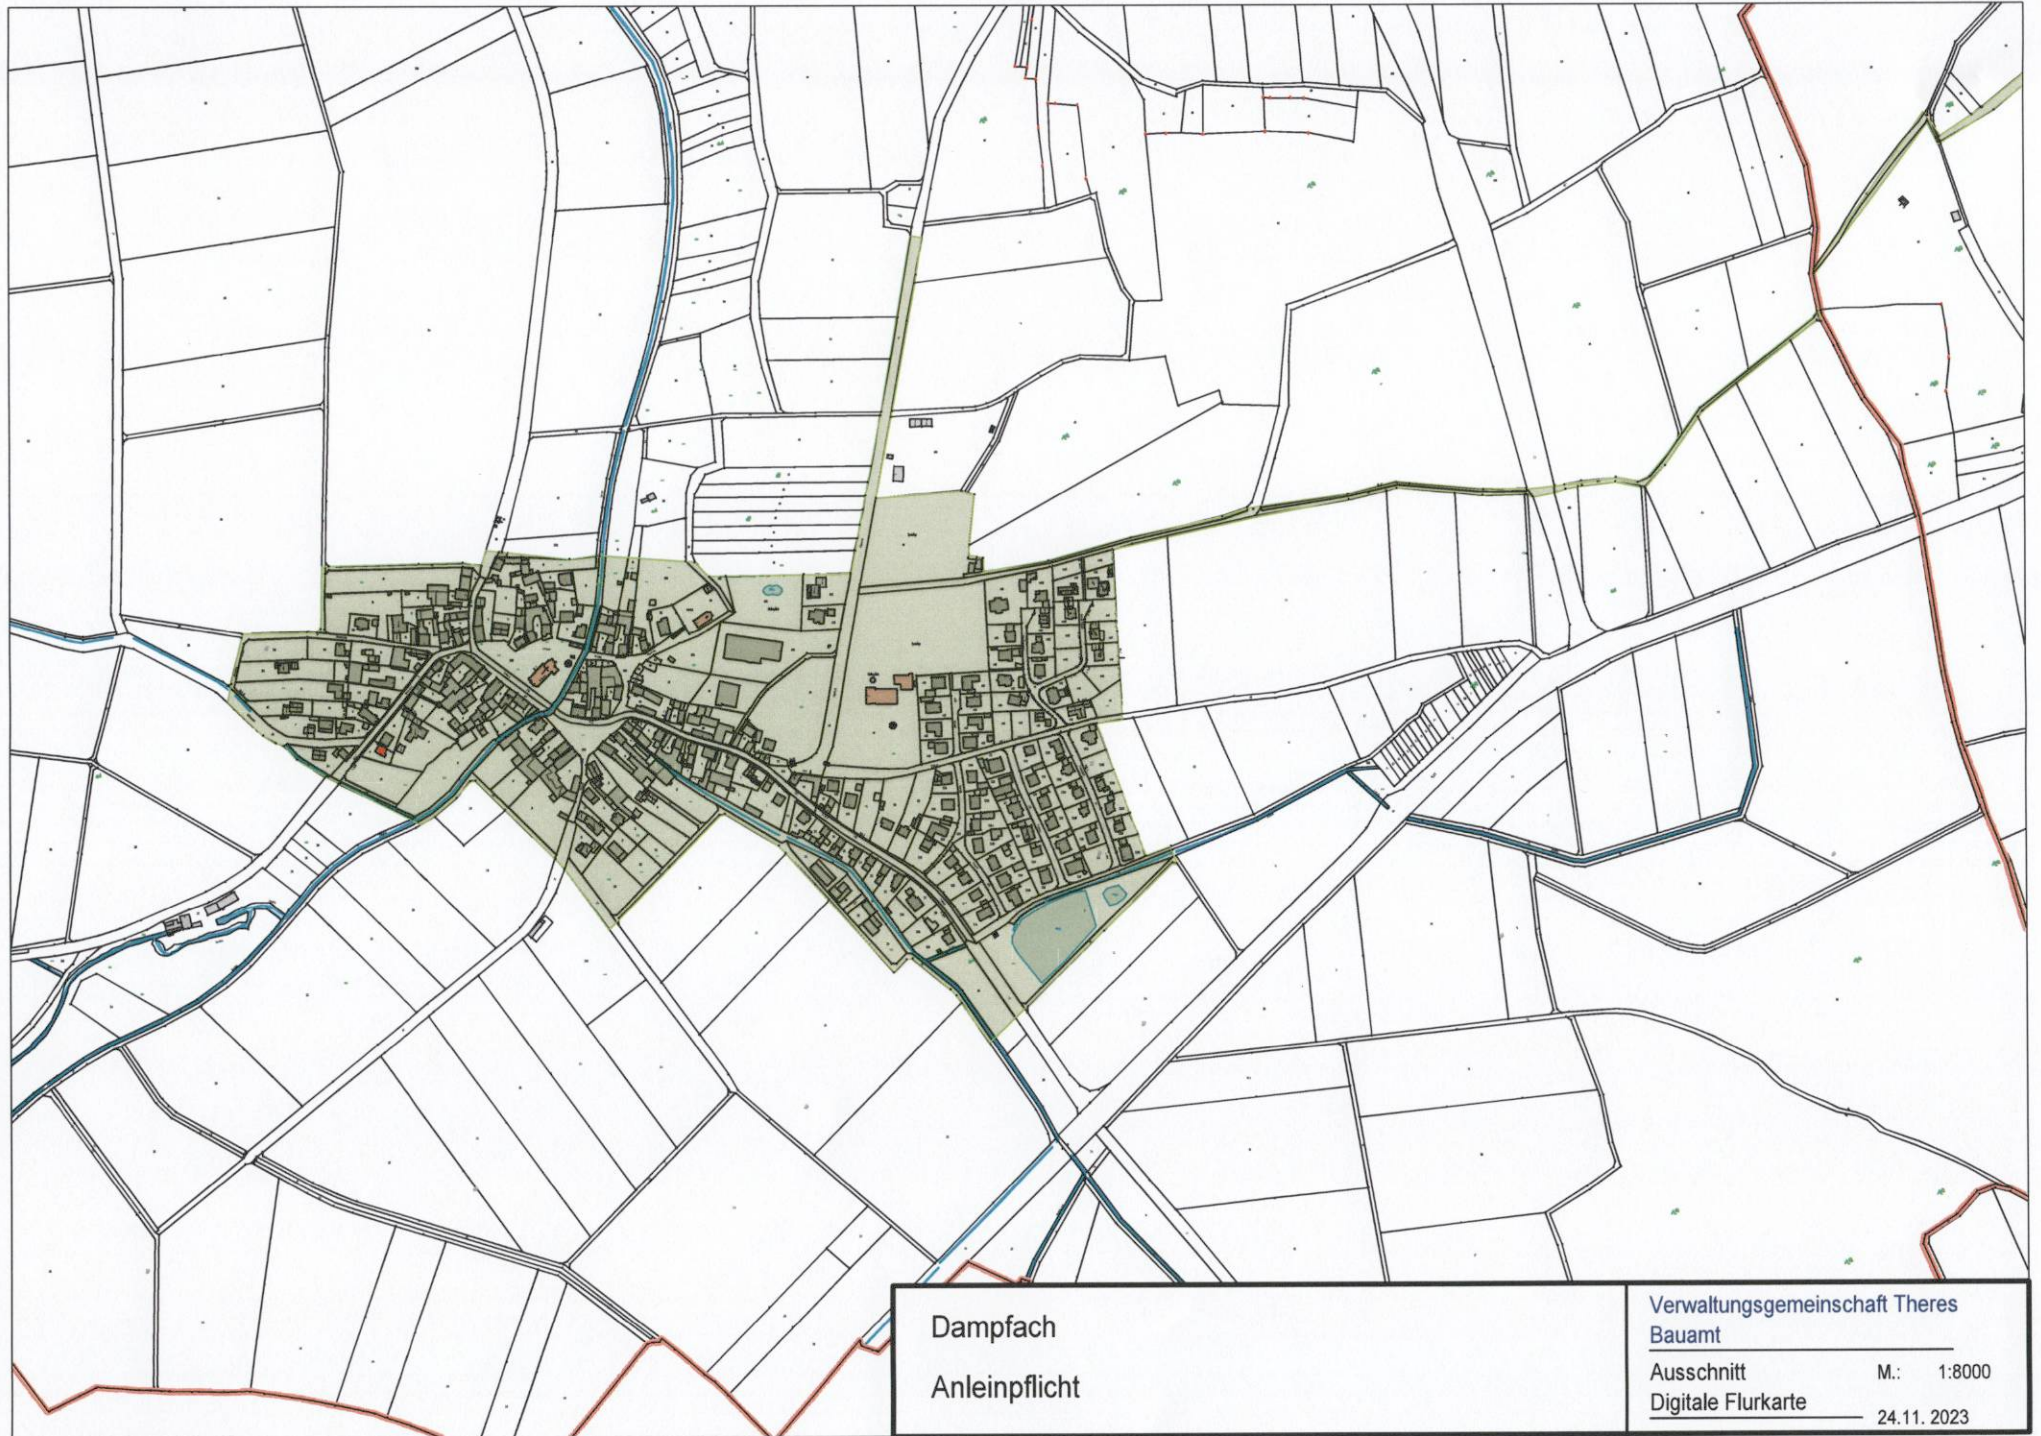 Dampfach
Anleinpflicht
Verwaltungsgemeinschaft Theres
Bauamt
Ausschnitt M.: 1:8000
Digitale Flurkarte
24.11. 2023